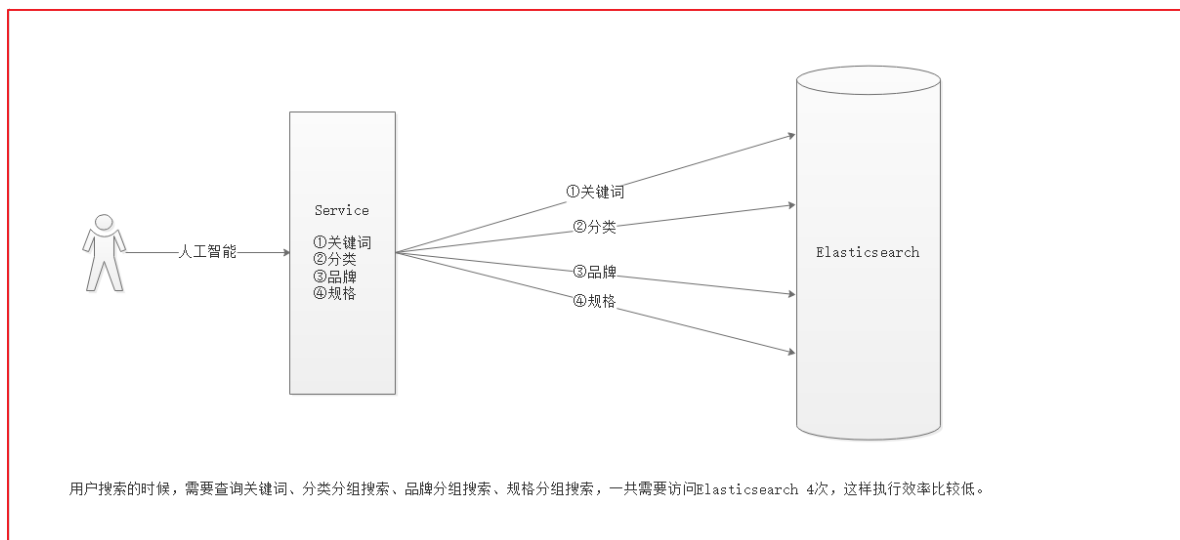 人工智能
Service
①关键词
②分类
③品牌
④规格
①关键词
②分类
③品牌
④规格
Elasticsearch
用户搜索的时候，需要查询关键词、分类分组搜索、品牌分组搜索、规格分组搜索，一共需要访问Elasticsearch 4次，这样执行效率比较低。